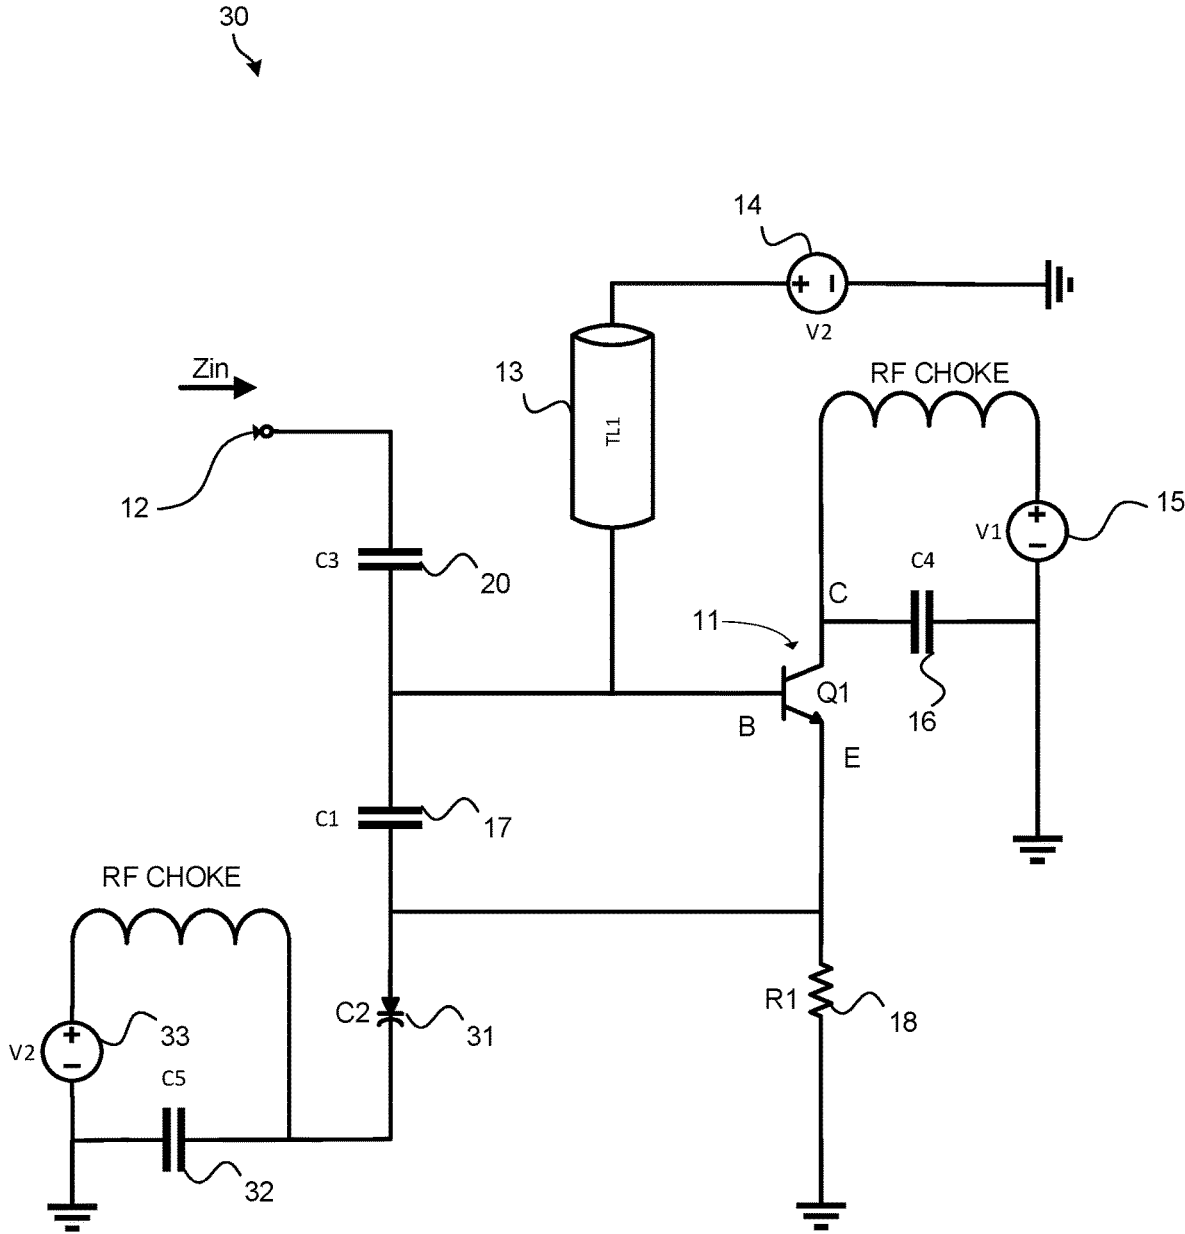 30
14
+ −
V2
RF CHOKE
Zin
13
TL1
12
15
V1
+
−
C4
C3
20
C
11
Q1
16
B
E
C1
17
RF CHOKE
C2
31
R1
18
33
V2
+
−
C5
32